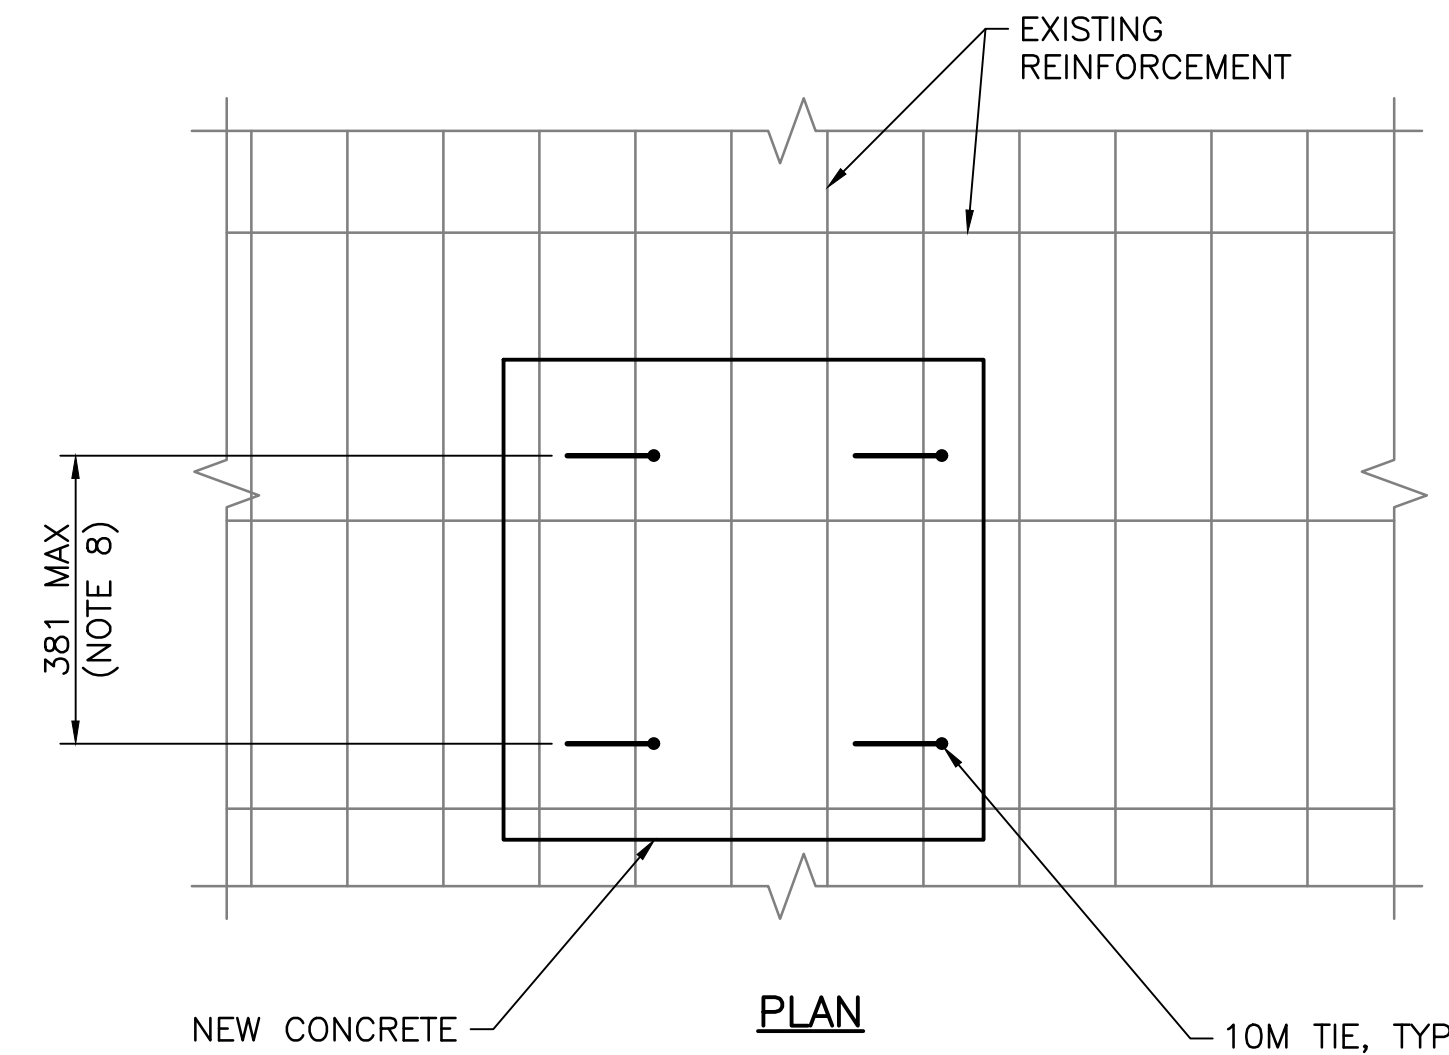 EXISTING
REINFORCEMENT
381 MAX
(NOTE 8)
NEW CONCRETE
PLAN
10M TIE, TYP